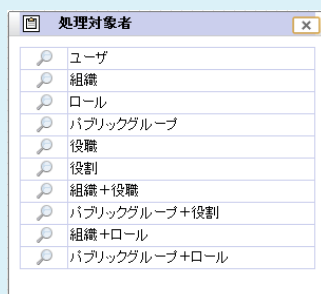 処理対象者
ユーザ
組織
ロール
パブリックグループ
役職
役割
組織＋役職
パブリックグループ＋役割
組織＋ロール
パブリックグループ＋ロール